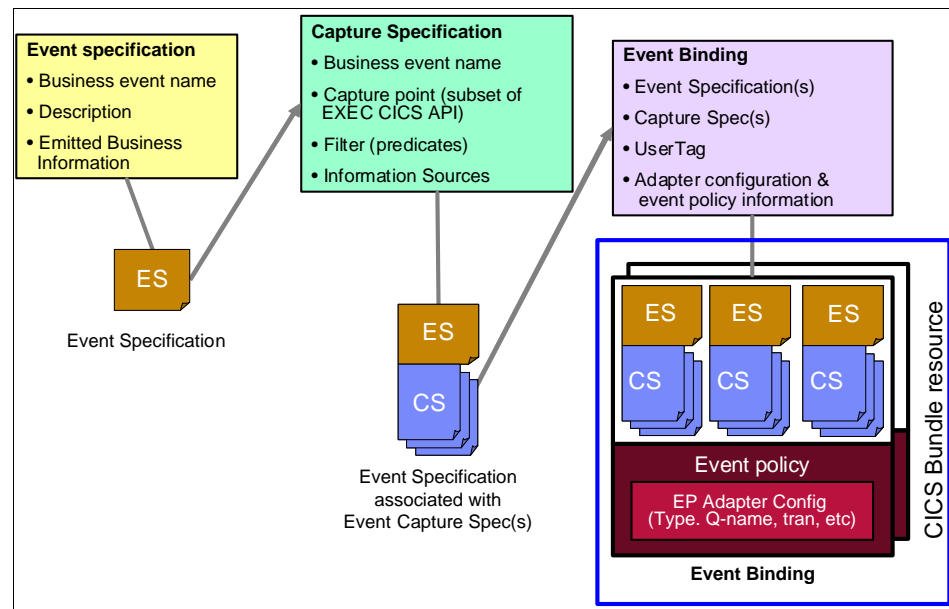 Event specification
• Business event name
• Description
• Emitted Business
Information
ES
Event Specification
Capture Specification
• Business event name
• Capture point (subset of
EXEC CICS API)
• Filter (predicates)
• Information Sources
ES
CS
Event Specification
associated with
Event Capture Spec(s)
Event Binding
• Event Specification(s)
• Capture Spec(s)
• UserTag
• Adapter configuration &
event policy information
ES ES ES
CS CS CS
Event policy
EP Adapter Config
(Type. Q-name, tran, etc)
Event Binding
CICS Bundle resource